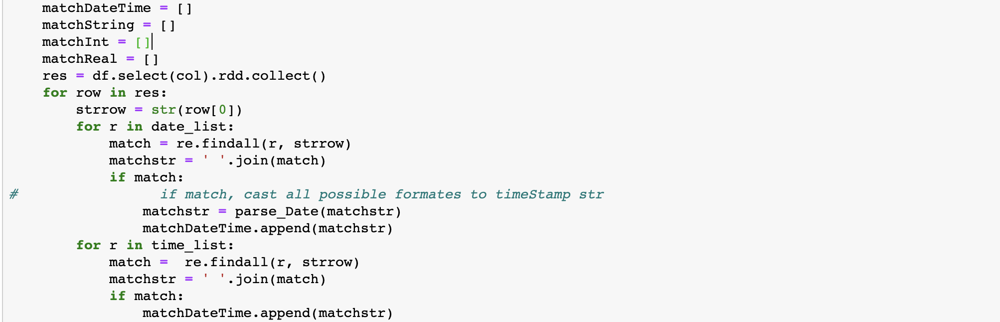 matchDateTime = []
matchString = []
matchInt = []
matchReal = []
res = df.select(col).rdd.collect()
for row in res:
    strrow = str(row[0])
    for r in date_list:
        match = re.findall(r, strrow)
        matchstr = ' '.join(match)
        if match:
#                 if match, cast all possible formates to timeStamp str
            matchstr = parse_Date(matchstr)
            matchDateTime.append(matchstr)
    for r in time_list:
        match =  re.findall(r, strrow)
        matchstr = ' '.join(match)
        if match:
            matchDateTime.append(matchstr)